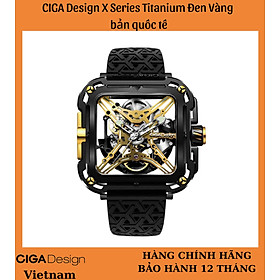 CIGA Design X Series Titanium Đen Vàng
bản quốc tế
CIGA Design
Vietnam
HÀNG CHÍNH HÃNG
BẢO HÀNH 12 THÁNG